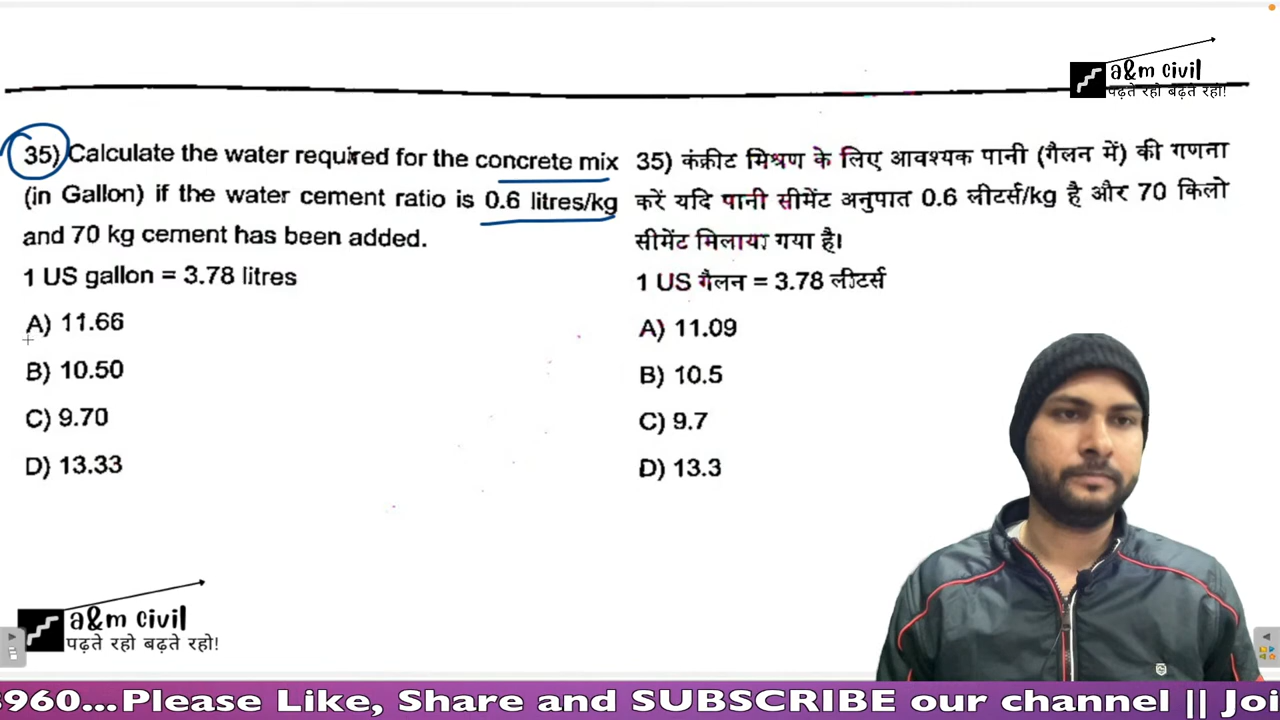 a&m civil
पढ़ते रहो बढ़ते रहो!
35) Calculate the water required for the concrete mix
(in Gallon) if the water cement ratio is 0.6 litres/kg
and 70 kg cement has been added.
1 US gallon = 3.78 litres
A) 11.66
B) 10.50
C) 9.70
D) 13.33
35) कंक्रीट मिश्रण के लिए आवश्यक पानी (गैलन में) की गणना
करें यदि पानी सीमेंट अनुपात 0.6 लीटर्स/kg है और 70 किलो
सीमेंट मिलाया गया है।
1 US गैलन = 3.78 लीटर्स
A) 11.09
B) 10.5
C) 9.7
D) 13.3
a&m civil
पढ़ते रहो बढ़ते रहो!
960...Please Like, Share and SUBSCRIBE our channel || Joi